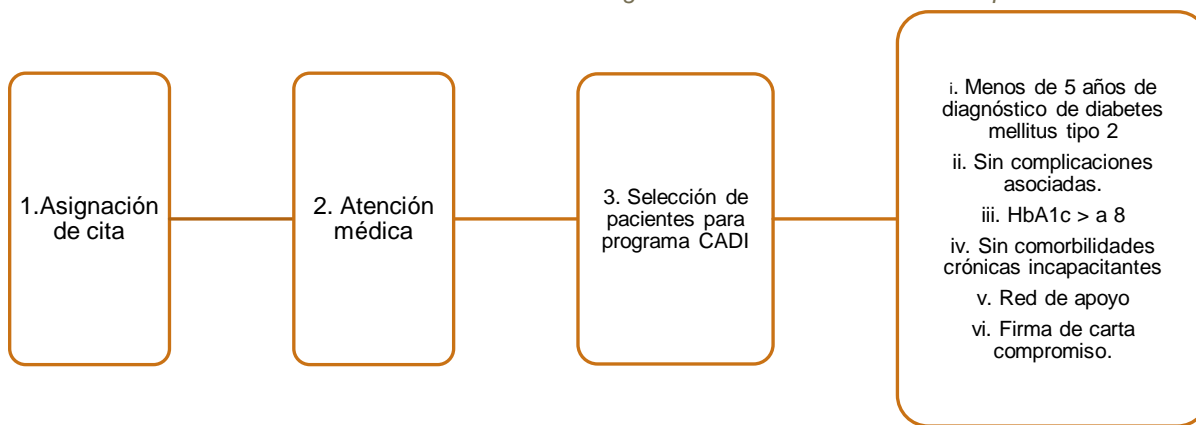 1.Asignación
de cita
2. Atención
médica
3. Selección de
pacientes para
programa CADI
i. Menos de 5 años de
diagnóstico de diabetes
mellitus tipo 2
ii. Sin complicaciones
asociadas.
iii. HbA1c > a 8
iv. Sin comorbilidades
crónicas incapacitantes
v. Red de apoyo
vi. Firma de carta
compromiso.